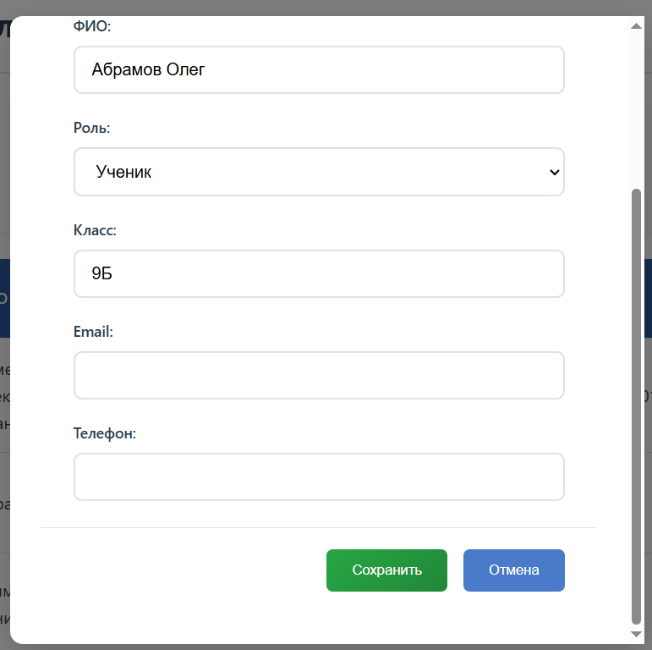 ФИО:
Абрамов Олег
Роль:
Ученик
Класс:
9Б
Email:
Телефон:
Сохранить
Отмена